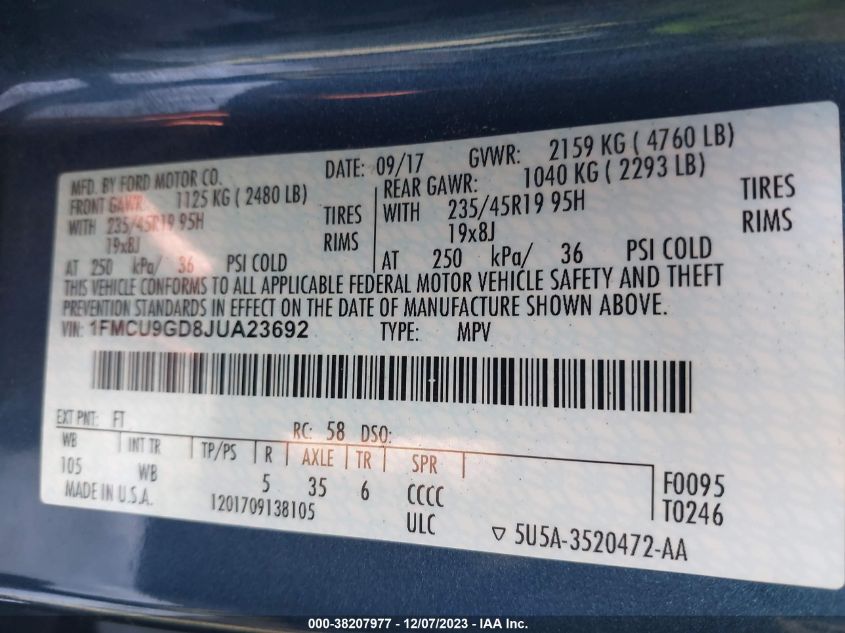 MFD. BY FORD MOTOR CO. DATE: 09/17 GVWR: 2159 KG ( 4760 LB)
FRONT GAWR: 1125 KG ( 2480 LB) REAR GAWR: 1040 KG ( 2293 LB)
WITH 235/45R19 95H TIRES WITH 235/45R19 95H TIRES
19x8J RIMS 19x8J RIMS
AT 250 kPa/ 36 PSI COLD AT 250 kPa/ 36 PSI COLD
THIS VEHICLE CONFORMS TO ALL APPLICABLE FEDERAL MOTOR VEHICLE SAFETY AND THEFT
PREVENTION STANDARDS IN EFFECT ON THE DATE OF MANUFACTURE SHOWN ABOVE.
VIN: 1FMCU9GD8JUA23692 TYPE: MPV
EXT PNT: FT RC: 58 DSO:
WB INT TR TP/PS R AXLE TR SPR
105 WB 5 35 6 CCCC F0095
MADE IN U.S.A. 1201709138105 ULC T0246
5U5A-3520472-AA
000-38207977 - 12/07/2023 - IAA Inc.